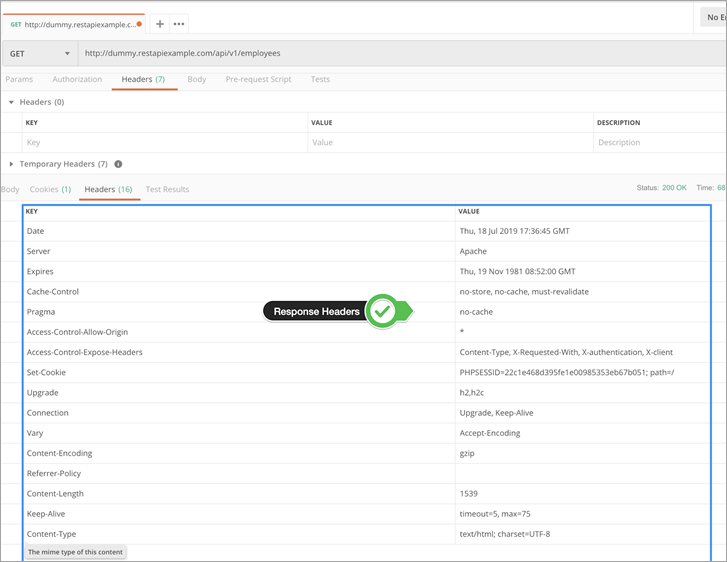 GET http://dummy.restapiexample.c... + •••
No
GET http://dummy.restapiexample.com/api/v1/employees
Params Authorization Headers (7) Body Pre-request Script Tests
Headers (0)
KEY VALUE DESCRIPTION
Key Value Description
Temporary Headers (7) i
Body Cookies (1) Headers (16) Test Results Status: 200 OK Time: 68
KEY VALUE
Date Thu, 18 Jul 2019 17:36:45 GMT
Server Apache
Expires Thu, 19 Nov 1981 08:52:00 GMT
Cache-Control no-store, no-cache, must-revalidate
Pragma Response Headers no-cache
Access-Control-Allow-Origin *
Access-Control-Expose-Headers Content-Type, X-Requested-With, X-authentication, X-client
Set-Cookie PHPSESSID=22c1e468d395fe1e00985353eb67b051; path=/
Upgrade h2,h2c
Connection Upgrade, Keep-Alive
Vary Accept-Encoding
Content-Encoding gzip
Referrer-Policy
Content-Length 1539
Keep-Alive timeout=5, max=75
Content-Type text/html; charset=UTF-8
The mime type of this content